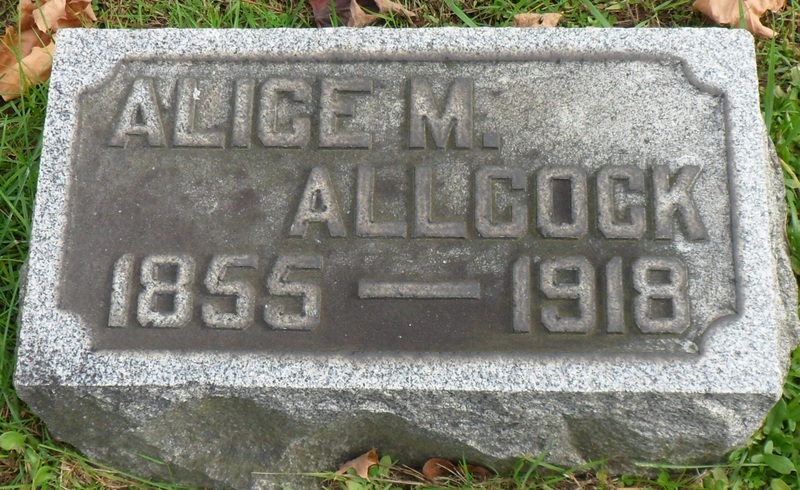 ALICE M.
ALLCOCK
1855 — 1918